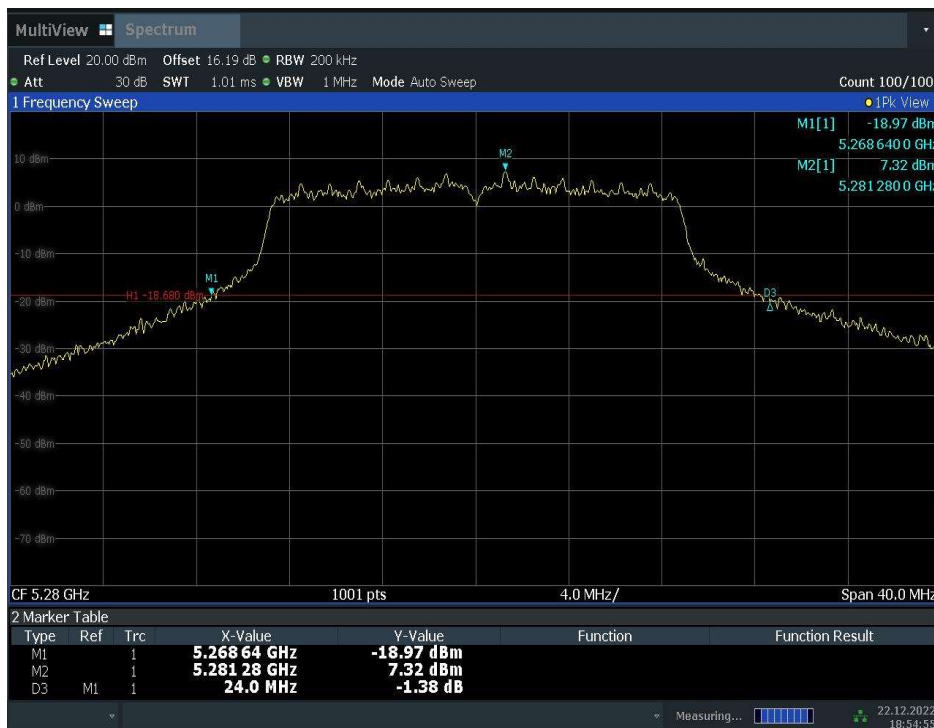 MultiView Spectrum
Ref Level 20.00 dBm Offset 16.19 dB RBW 200 kHz
Att 30 dB SWT 1.01 ms VBW 1 MHz Mode Auto Sweep Count 100/100
1 Frequency Sweep 1Pk View
M1[1] -18.97 dBm
5.268 640 0 GHz
M2[1] 7.32 dBm
5.281 280 0 GHz
M2
10 dBm
0 dBm
-10 dBm
M1
H1 -18.680 dBm
D3
-20 dBm
-30 dBm
-40 dBm
-50 dBm
-60 dBm
-70 dBm
CF 5.28 GHz 1001 pts 4.0 MHz/ Span 40.0 MHz
2 Marker Table
Type Ref Trc X-Value Y-Value Function Function Result
M1 1 5.268 64 GHz -18.97 dBm
M2 1 5.281 28 GHz 7.32 dBm
D3 M1 1 24.0 MHz -1.38 dB
Measuring... 22.12.2022
18:54:55